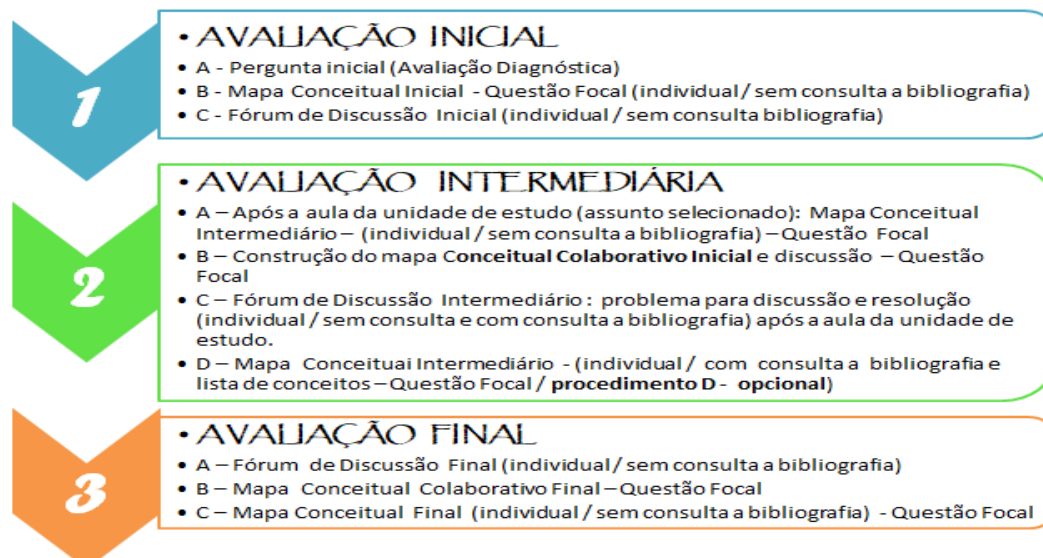 1
• AVALIAÇÃO INICIAL
• A - Pergunta inicial (Avaliação Diagnóstica)
• B - Mapa Conceitual Inicial - Questão Focal (individual / sem consulta a bibliografia)
• C - Fórum de Discussão Inicial (individual / sem consulta bibliografia)
2
• AVALIAÇÃO INTERMEDIÁRIA
• A – Após a aula da unidade de estudo (assunto selecionado): Mapa Conceitual
Intermediário – (individual / sem consulta a bibliografia) – Questão Focal
• B – Construção do mapa Conceitual Colaborativo Inicial e discussão – Questão
Focal
• C – Fórum de Discussão Intermediário : problema para discussão e resolução
(individual / sem consulta e com consulta a bibliografia) após a aula da unidade de
estudo.
• D – Mapa Conceituai Intermediário - (individual / com consulta a bibliografia e
lista de conceitos – Questão Focal / procedimento D - opcional)
3
• AVALIAÇÃO FINAL
• A – Fórum de Discussão Final (individual / sem consulta a bibliografia)
• B – Mapa Conceitual Colaborativo Final – Questão Focal
• C – Mapa Conceitual Final (individual / sem consulta a bibliografia) - Questão Focal